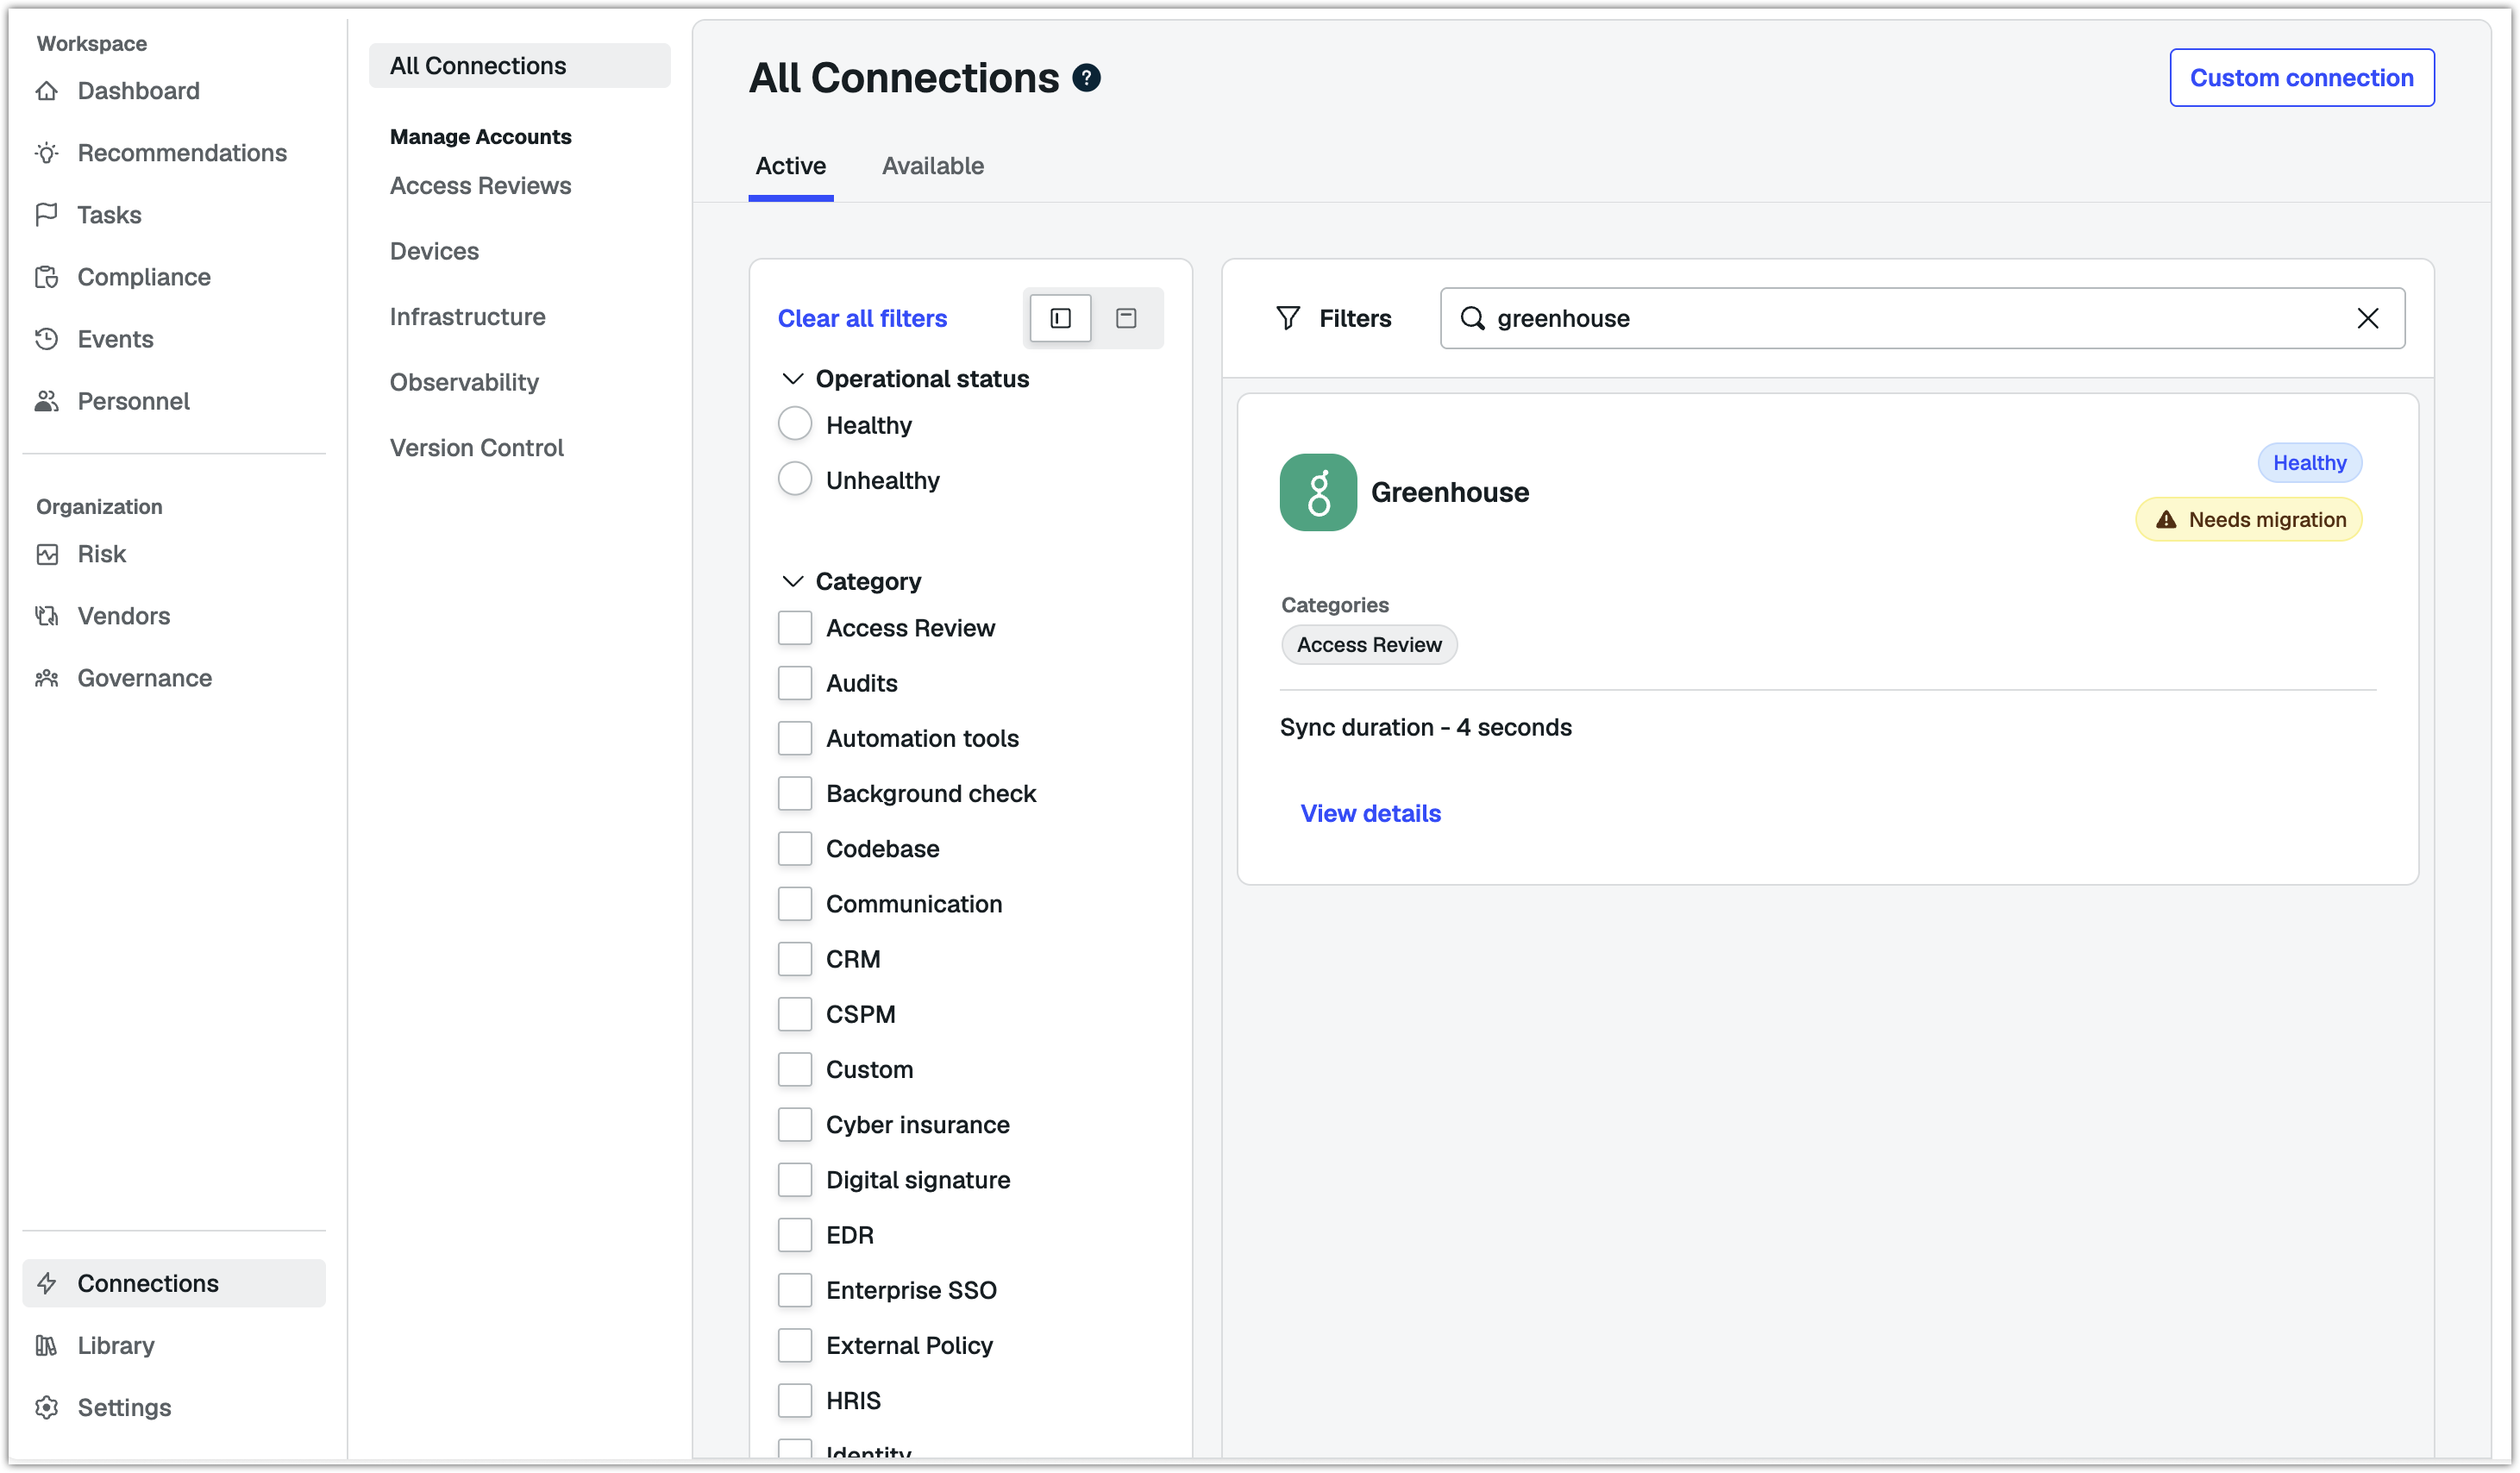 Workspace
Dashboard
Recommendations
Tasks
Compliance
Events
Personnel
Organization
Risk
Vendors
Governance
Connections
Library
Settings
All Connections
Manage Accounts
Access Reviews
Devices
Infrastructure
Observability
Version Control
All Connections ?
Custom connection
Active Available
Clear all filters
Operational status
Healthy
Unhealthy
Category
Access Review
Audits
Automation tools
Background check
Codebase
Communication
CRM
CSPM
Custom
Cyber insurance
Digital signature
EDR
Enterprise SSO
External Policy
HRIS
Identity
Filters
greenhouse
Greenhouse
Healthy
Needs migration
Categories
Access Review
Sync duration - 4 seconds
View details